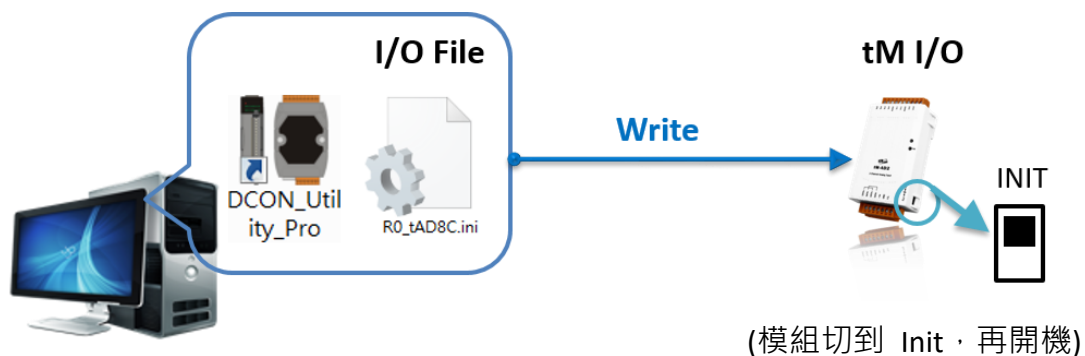 I/O File
tM I/O
Write
INIT
DCON_Util
ity_Pro
R0_tAD8C.ini
(模組切到 Init，再開機)